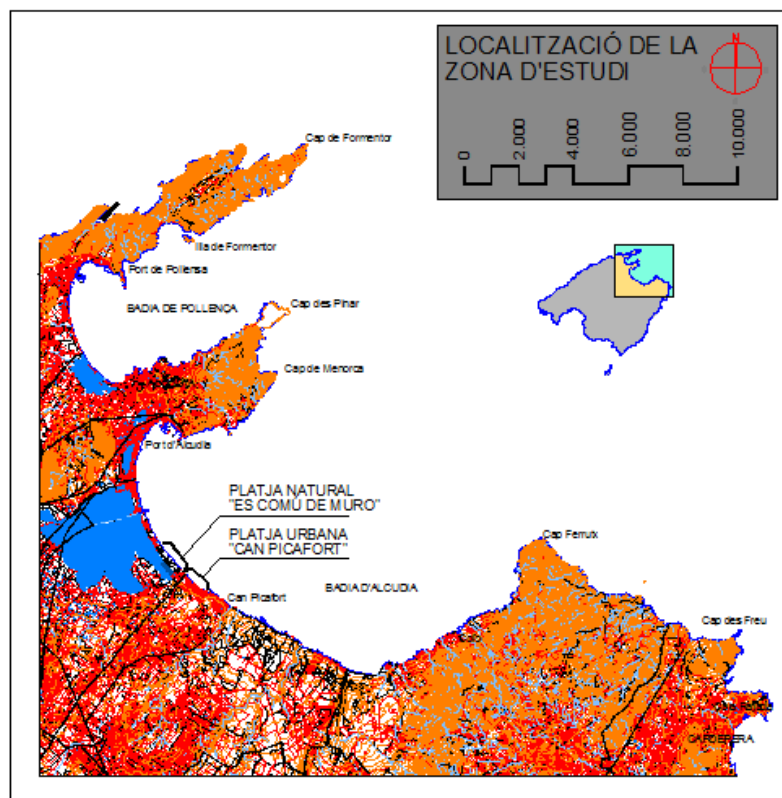 LOCALITZACIÓ DE LA
ZONA D'ESTUDI
N
0
2.000
4.000
6.000
8.000
10.000
Cap de Formentor
Illa de Formentor
Port de Pollensa
BADIA DE POLLENÇA
Cap des Pinar
Cap de Menorca
Port d'Alcudia
PLATJA NATURAL
"ES COMÚ DE MURO"
PLATJA URBANA
"CAN PICAFORT"
Cap Ferrutx
Can Picafort
BADIA D'ALCUDIA
Cap des Freu